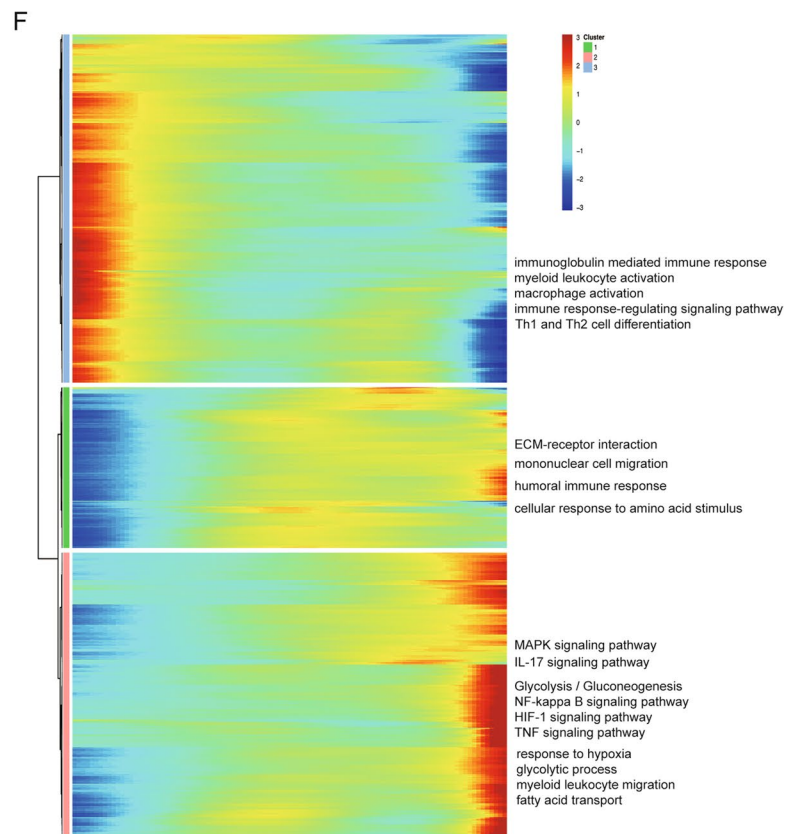 F
3
2
1
0
−1
−2
−3
Cluster
1
2
3
immunoglobulin mediated immune response
myeloid leukocyte activation
macrophage activation
immune response-regulating signaling pathway
Th1 and Th2 cell differentiation
ECM-receptor interaction
mononuclear cell migration
humoral immune response
cellular response to amino acid stimulus
MAPK signaling pathway
IL-17 signaling pathway
Glycolysis / Gluconeogenesis
NF-kappa B signaling pathway
HIF-1 signaling pathway
TNF signaling pathway
response to hypoxia
glycolytic process
myeloid leukocyte migration
fatty acid transport